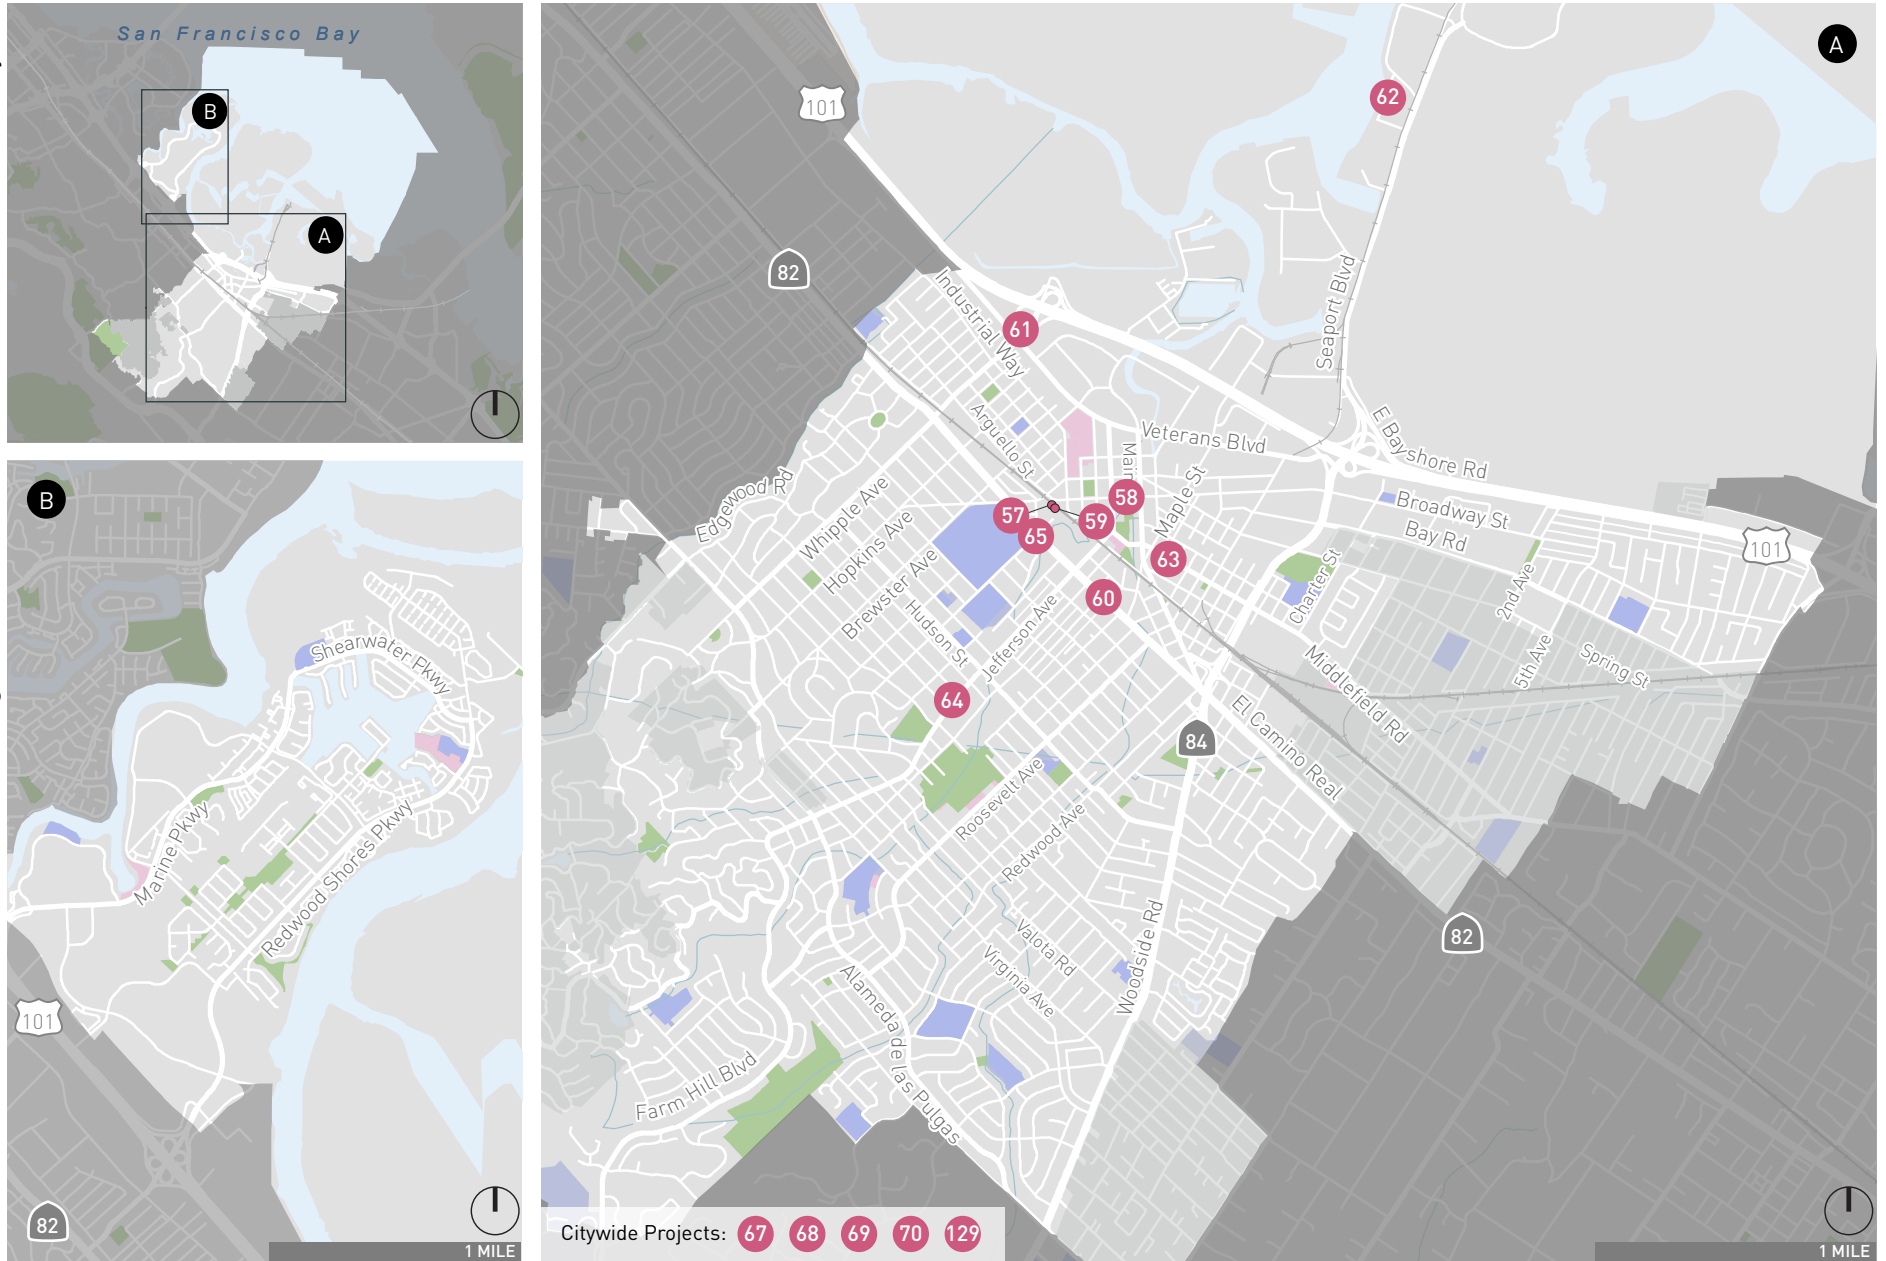 San Francisco Bay
B
A
B
Shearwater Pkwy
Marine Pkwy
Redwood Shores Pkwy
101
82
1 MILE
A
62
101
82
Seaport Blvd
Industrial Way
61
E Bayshore Rd
Arguello St
Veterans Blvd
Main
Maple St
Edgewood Rd
Whipple Ave
Hopkins Ave
Brewster Ave
58
57
59
65
63
60
Broadway St
Bay Rd
101
Charter St
2nd Ave
5th Ave
Spring St
Hudson St
Jefferson Ave
64
Middlefield Rd
El Camino Real
84
Roosevelt Ave
Redwood Ave
82
Valota Rd
Virginia Ave
Woodside Rd
Alameda de las Pulgas
Farm Hill Blvd
Citywide Projects: 67 68 69 70 129
1 MILE